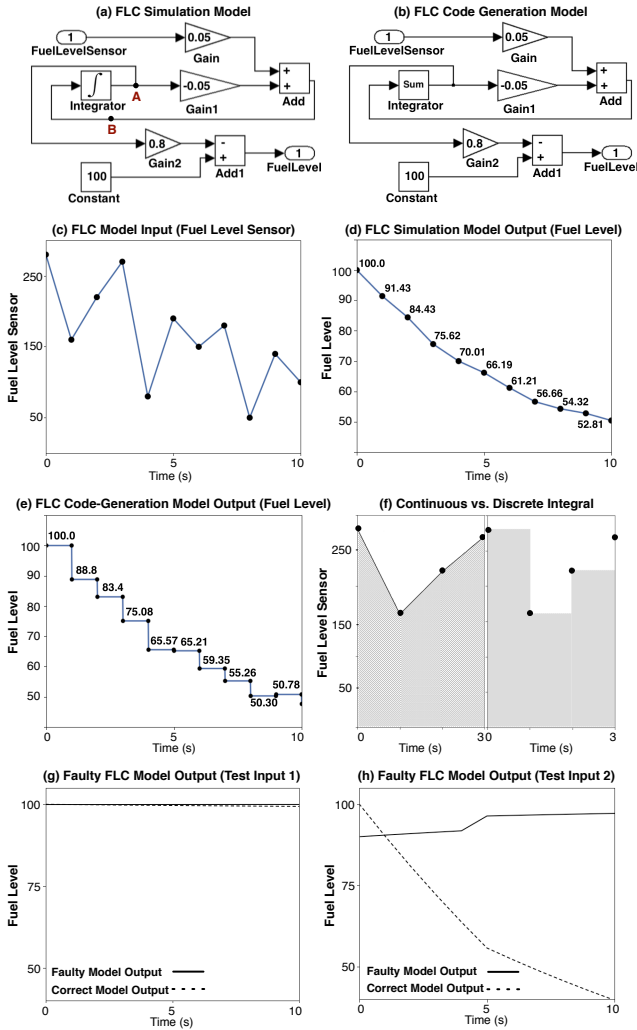 (a) FLC Simulation Model
1
FuelLevelSensor
0.05
Gain
∫
Integrator
A
-0.05
Gain1
+
+
Add
B
0.8
Gain2
-
+
Add1
1
FuelLevel
100
Constant
(b) FLC Code Generation Model
1
FuelLevelSensor
0.05
Gain
Sum
Integrator
-0.05
Gain1
+
+
Add
0.8
Gain2
-
+
Add1
1
FuelLevel
100
Constant
(c) FLC Model Input (Fuel Level Sensor)
Fuel Level Sensor
250
150
50
0
5
10
Time (s)
(d) FLC Simulation Model Output (Fuel Level)
Fuel Level
100
90
80
70
60
50
100.0
91.43
84.43
75.62
70.01
66.19
61.21
56.66
54.32
52.81
0
5
10
Time (s)
(e) FLC Code-Generation Model Output (Fuel Level)
Fuel Level
100
90
80
70
60
50
100.0
88.8
83.4
75.08
65.57
65.21
59.35
55.26
50.30
50.78
0
5
10
Time (s)
(f) Continuous vs. Discrete Integral
Fuel Level Sensor
250
150
50
0
3
0
3
Time (s)
Time (s)
(g) Faulty FLC Model Output (Test Input 1)
Fuel Level
100
75
50
Faulty Model Output
Correct Model Output
0
5
10
Time (s)
(h) Faulty FLC Model Output (Test Input 2)
Fuel Level
100
75
50
Faulty Model Output
Correct Model Output
0
5
10
Time (s)